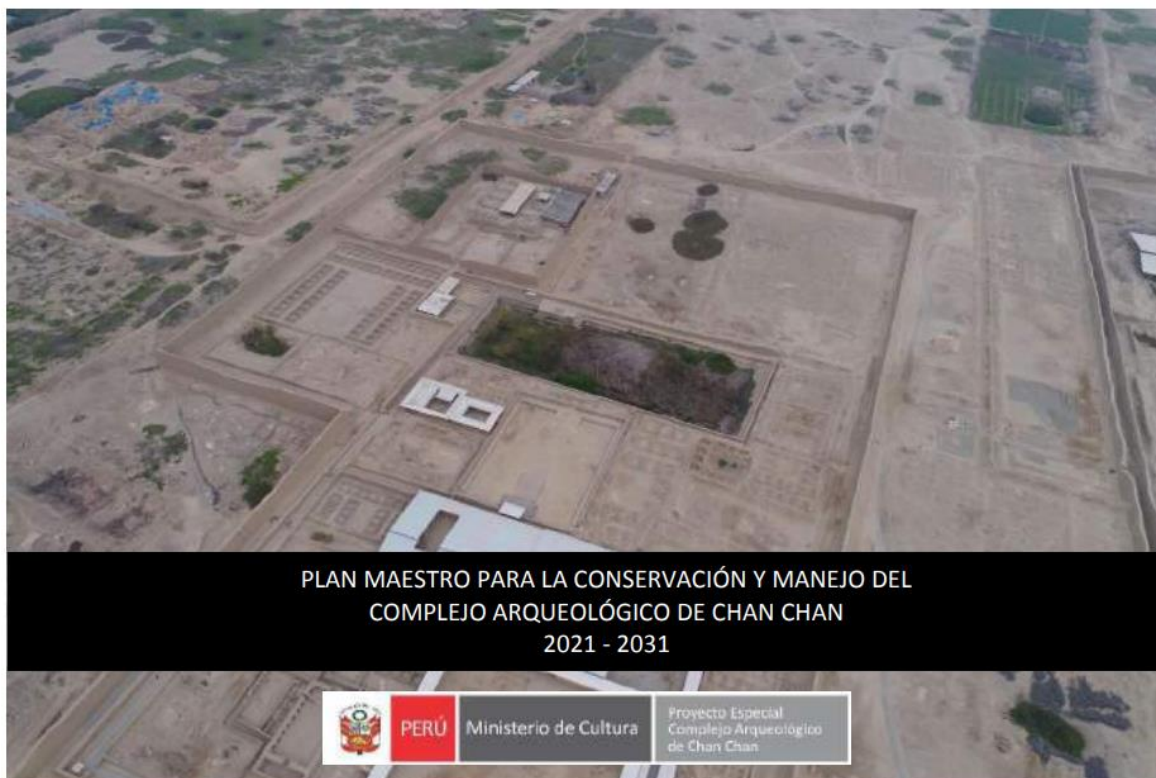 PLAN MAESTRO PARA LA CONSERVACIÓN Y MANEJO DEL
COMPLEJO ARQUEOLÓGICO DE CHAN CHAN
2021 - 2031
PERÚ
Ministerio de Cultura
Proyecto Especial
Complejo Arqueológico
de Chan Chan